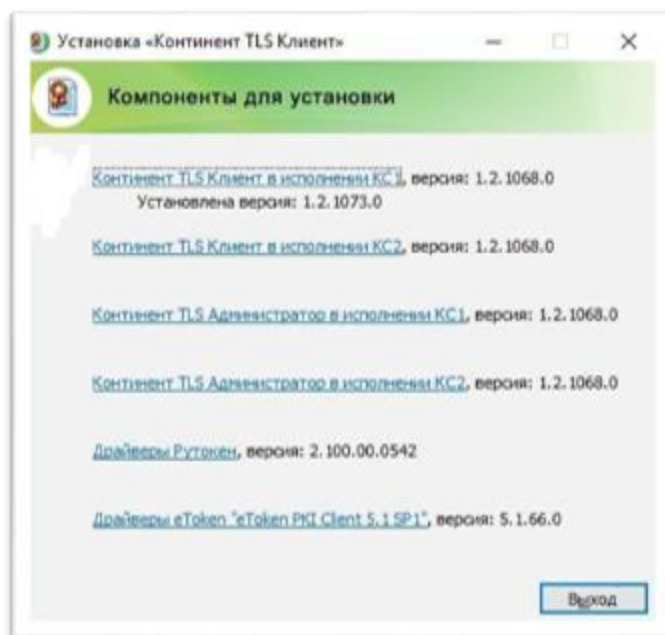 Установка «Континент TLS Клиент»
Компоненты для установки
Континент TLS Клиент в исполнении КС1, версия: 1.2.1068.0
Установлена версия: 1.2.1073.0
Континент TLS Клиент в исполнении КС2, версия: 1.2.1068.0
Континент TLS Администратор в исполнении КС1, версия: 1.2.1068.0
Континент TLS Администратор в исполнении КС2, версия: 1.2.1068.0
Драйверы Рутокен, версия: 2.100.00.0542
Драйверы eToken "eToken PKI Client 5.1 SP1", версия: 5.1.66.0
Выход